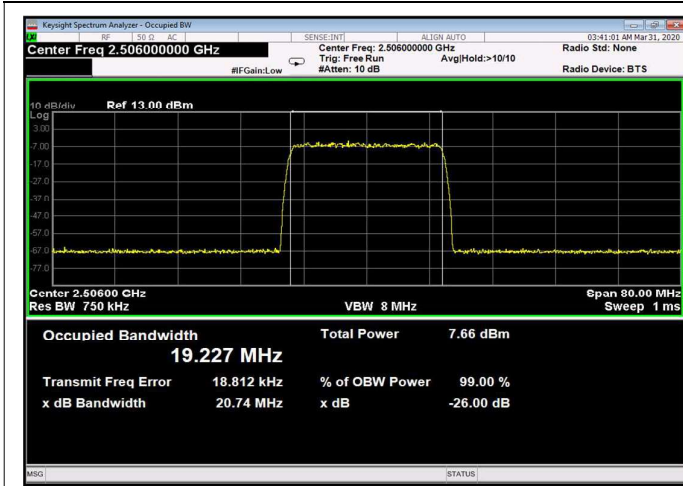 Keysight Spectrum Analyzer - Occupied BW
LXI RF 50 Ω AC SENSE:INT ALIGN AUTO 03:41:01 AM Mar 31, 2020
Center Freq 2.506000000 GHz Center Freq: 2.506000000 GHz Radio Std: None
Trig: Free Run Avg|Hold:>10/10
#IFGain:Low #Atten: 10 dB Radio Device: BTS
10 dB/div Ref 13.00 dBm
Log
3.00
-7.00
-17.0
-27.0
-37.0
-47.0
-57.0
-67.0
-77.0
Center 2.50600 GHz Span 80.00 MHz
Res BW 750 kHz VBW 8 MHz Sweep 1 ms
Occupied Bandwidth Total Power 7.66 dBm
19.227 MHz
Transmit Freq Error 18.812 kHz % of OBW Power 99.00 %
x dB Bandwidth 20.74 MHz x dB -26.00 dB
MSG STATUS